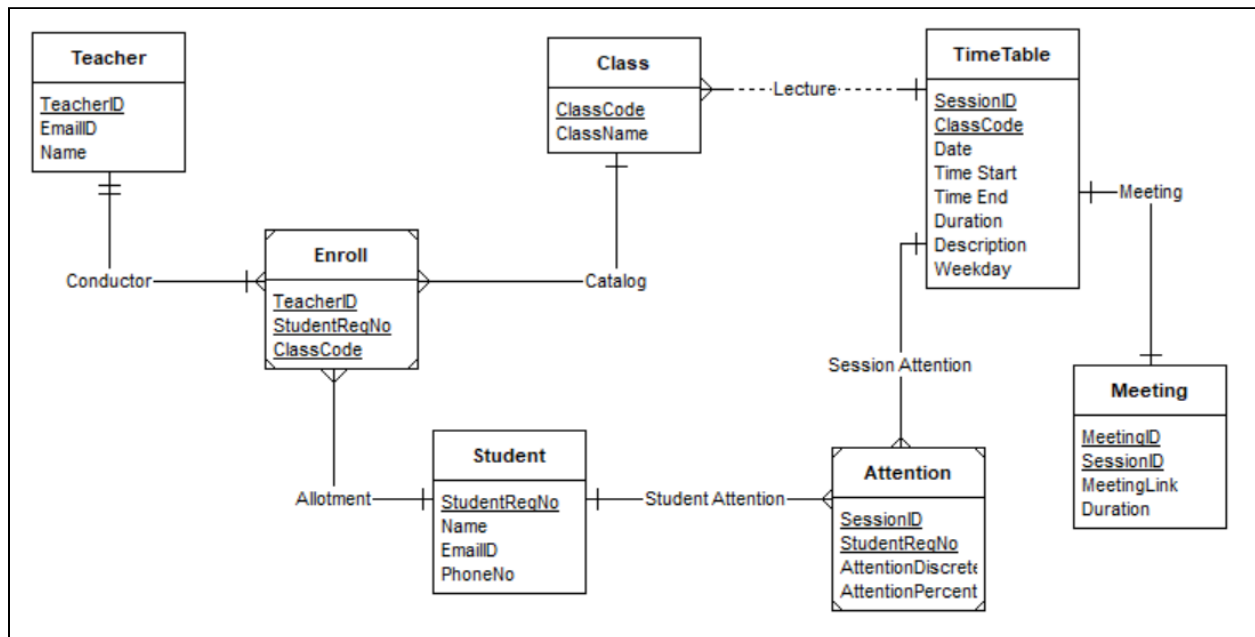 Teacher
TeacherID
EmailID
Name
Class
ClassCode
ClassName
Lecture
TimeTable
SessionID
ClassCode
Date
Time Start
Time End
Duration
Description
Weekday
Meeting
Conductor
Enroll
TeacherID
StudentRegNo
ClassCode
Catalog
Session Attention
Meeting
MeetingID
SessionID
MeetingLink
Duration
Allotment
Student
StudentRegNo
Name
EmailID
PhoneNo
Student Attention
Attention
SessionID
StudentRegNo
AttentionDiscrete
AttentionPercent